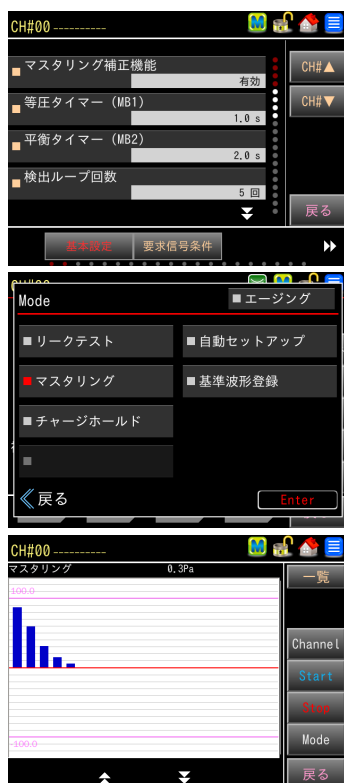 CH#00 ----------
M
マスタリング補正機能
有効
CH#▲
等圧タイマー (MB1)
1.0 s
CH#▼
平衡タイマー (MB2)
2.0 s
検出ループ回数
5 回
戻る
基本設定
要求信号条件
Mode
エージング
リークテスト
自動セットアップ
マスタリング
基準波形登録
チャージホールド
戻る
Enter
CH#00 ----------
M
マスタリング
0.3Pa
一覧
100.0
Channel
Start
Stop
-100.0
Mode
戻る